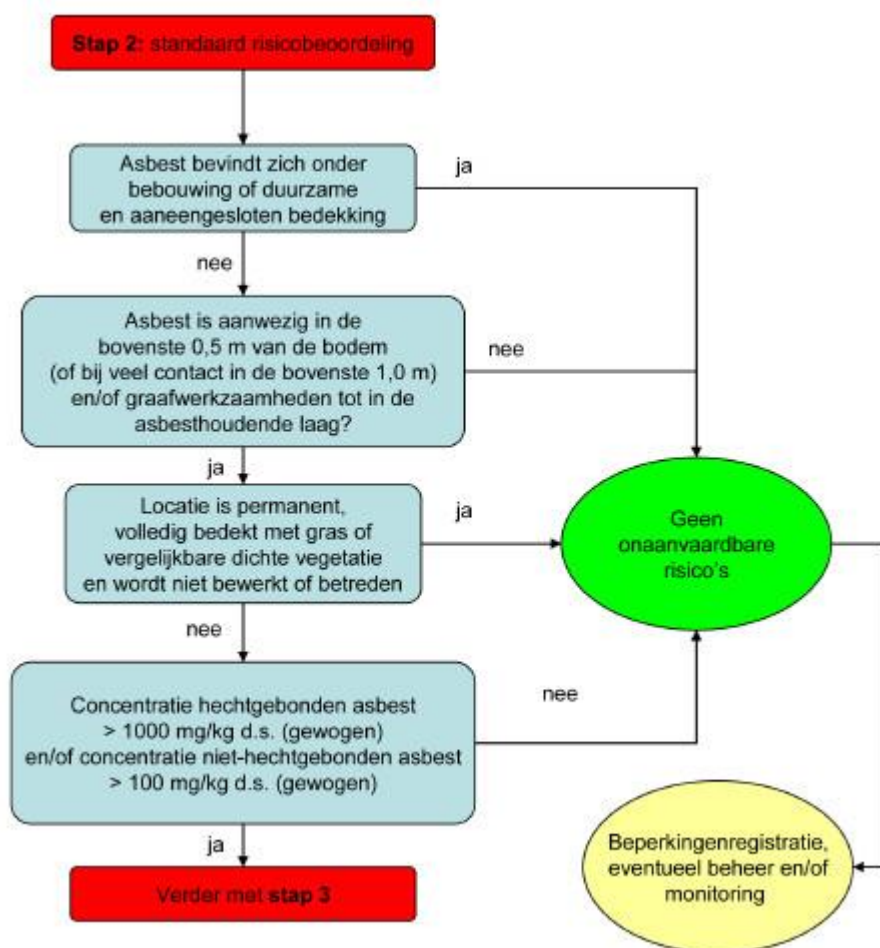 Stap 2: standaard risicobeoordeling
Asbest bevindt zich onder
bebouwing of duurzame
en aaneengesloten bedekking
ja
nee
Asbest is aanwezig in de
bovenste 0,5 m van de bodem
(of bij veel contact in de bovenste 1,0 m)
en/of graafwerkzaamheden tot in de
asbesthoudende laag?
nee
ja
Locatie is permanent,
volledig bedekt met gras of
vergelijkbare dichte vegetatie
en wordt niet bewerkt of betreden
ja
Geen
onaanvaardbare
risico's
nee
Concentratie hechtgebonden asbest
> 1000 mg/kg d.s. (gewogen)
en/of concentratie niet-hechtgebonden asbest
> 100 mg/kg d.s. (gewogen)
nee
ja
Verder met stap 3
Beperkingenregistratie,
eventueel beheer en/of
monitoring